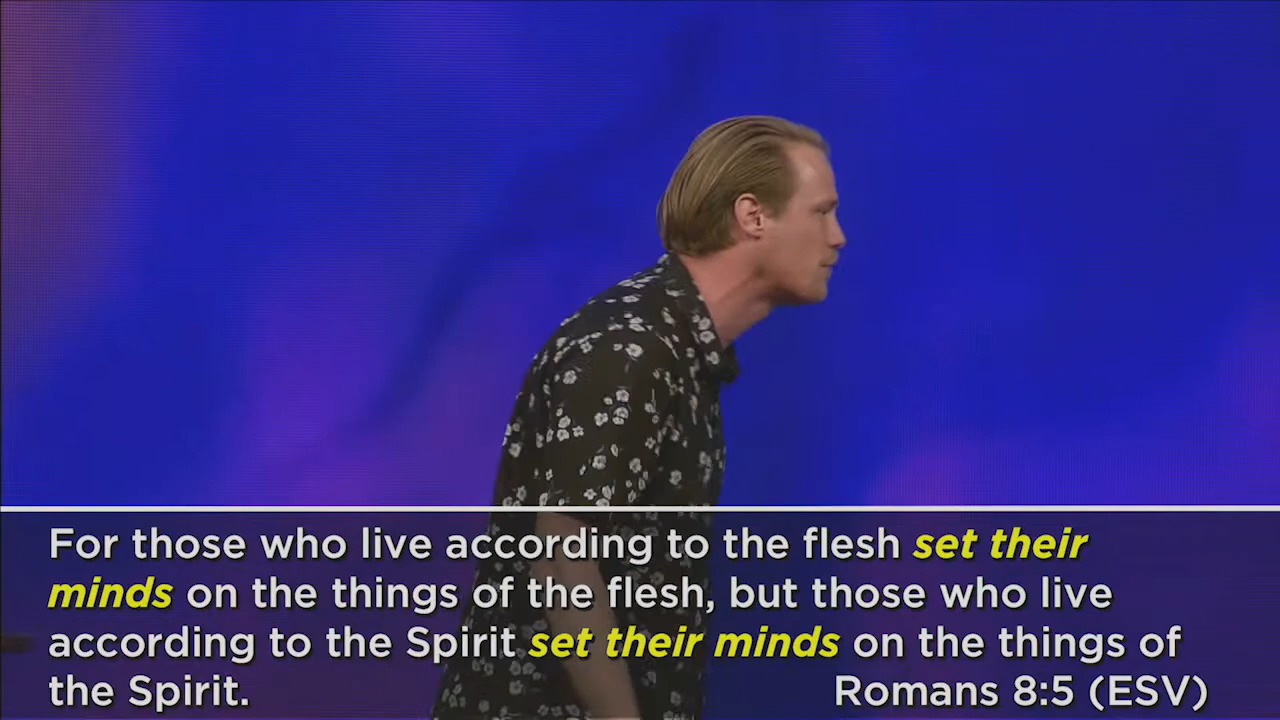 For those who live according to the flesh set their
minds on the things of the flesh, but those who live
according to the Spirit set their minds on the things of
the Spirit. Romans 8:5 (ESV)